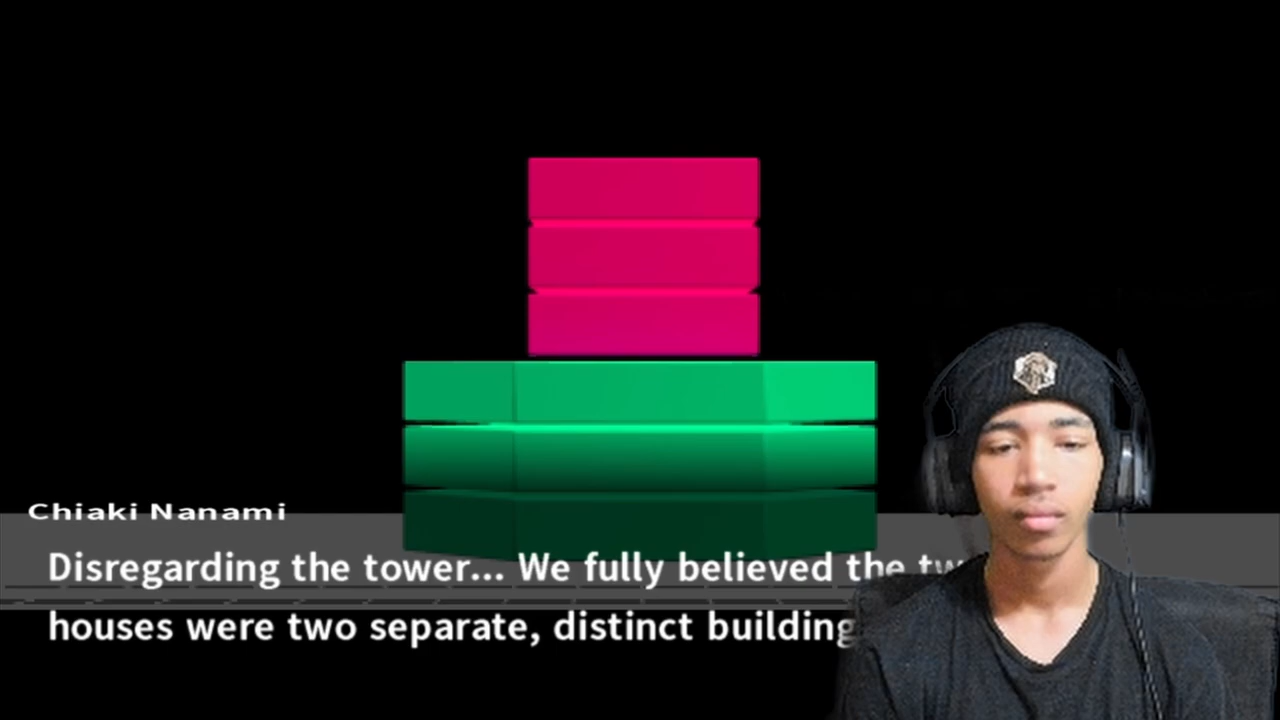 Chiaki Nanami
Disregarding the tower... We fully believed the
houses were two separate, distinct building